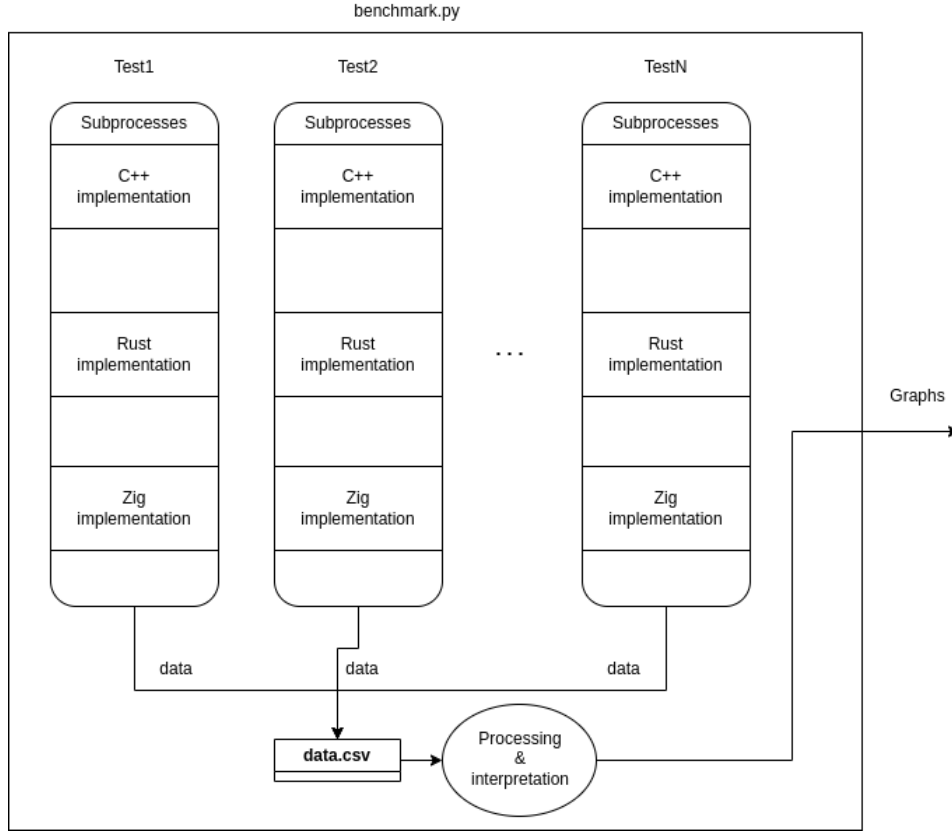 benchmark.py
Test1
Test2
TestN
Subprocesses
Subprocesses
Subprocesses
C++
implementation
C++
implementation
C++
implementation
Rust
implementation
Rust
implementation
...
Rust
implementation
Graphs
Zig
implementation
Zig
implementation
Zig
implementation
data
data
data
data.csv
Processing
&
interpretation